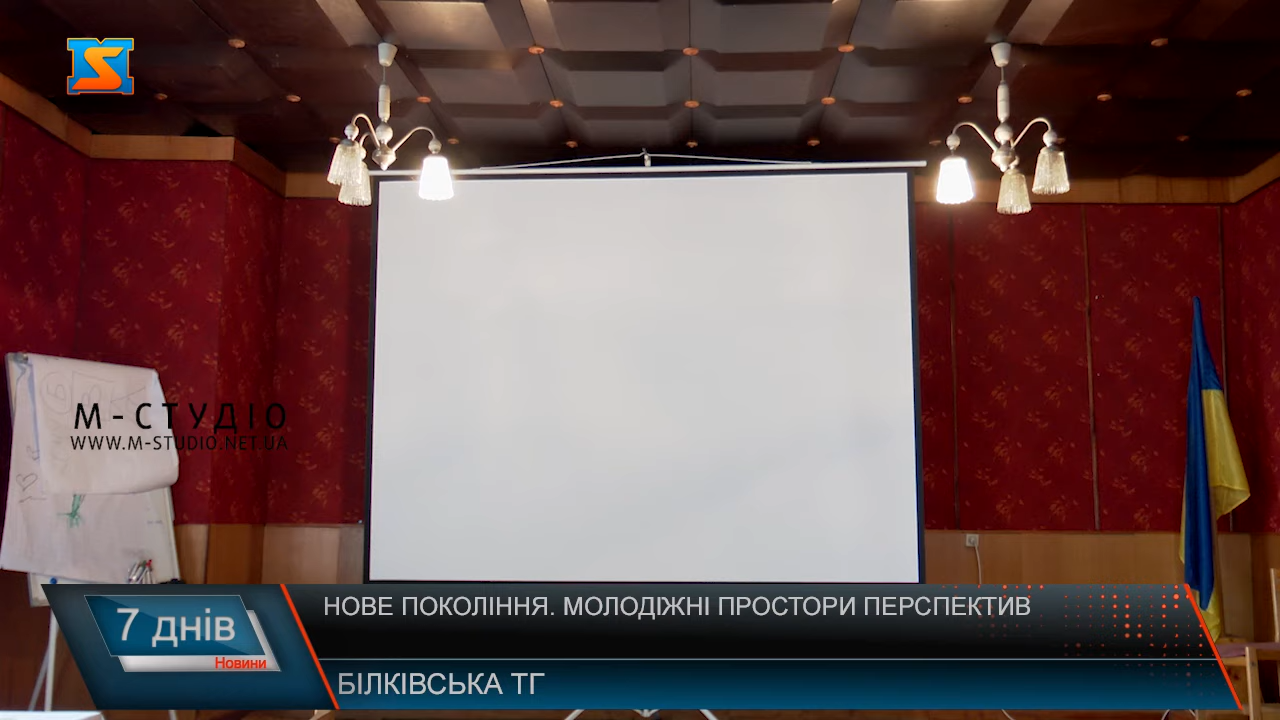 М-СТУДІО
WWW.M-STUDIO.NET.UA
7 днів
Новини
НОВЕ ПОКОЛІННЯ. МОЛОДІЖНІ ПРОСТОРИ ПЕРСПЕКТИВ
БІЛКІВСЬКА ТГ